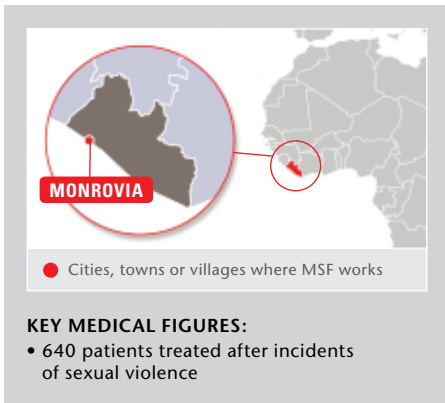 MONROVIA
Cities, towns or villages where MSF works
KEY MEDICAL FIGURES:
• 640 patients treated after incidents
of sexual violence